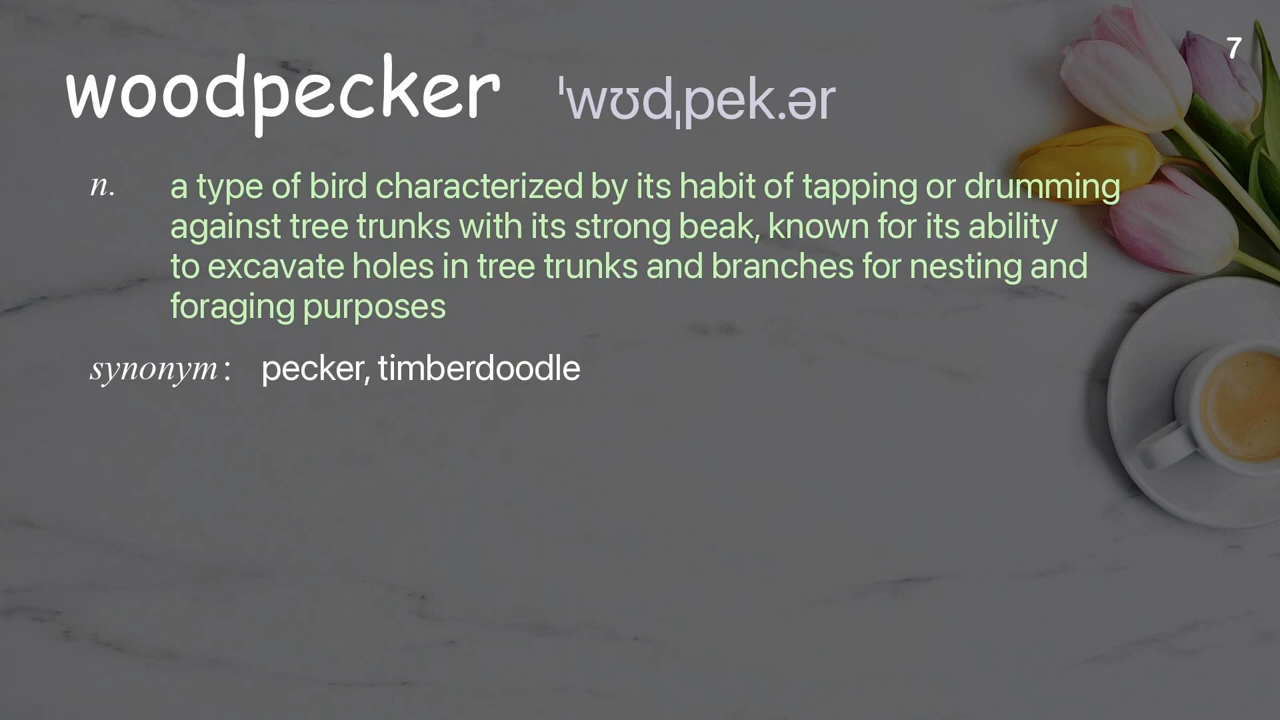 7
woodpecker ˈwʊdˌpek.ər
n. a type of bird characterized by its habit of tapping or drumming
against tree trunks with its strong beak, known for its ability
to excavate holes in tree trunks and branches for nesting and
foraging purposes
synonym: pecker, timberdoodle